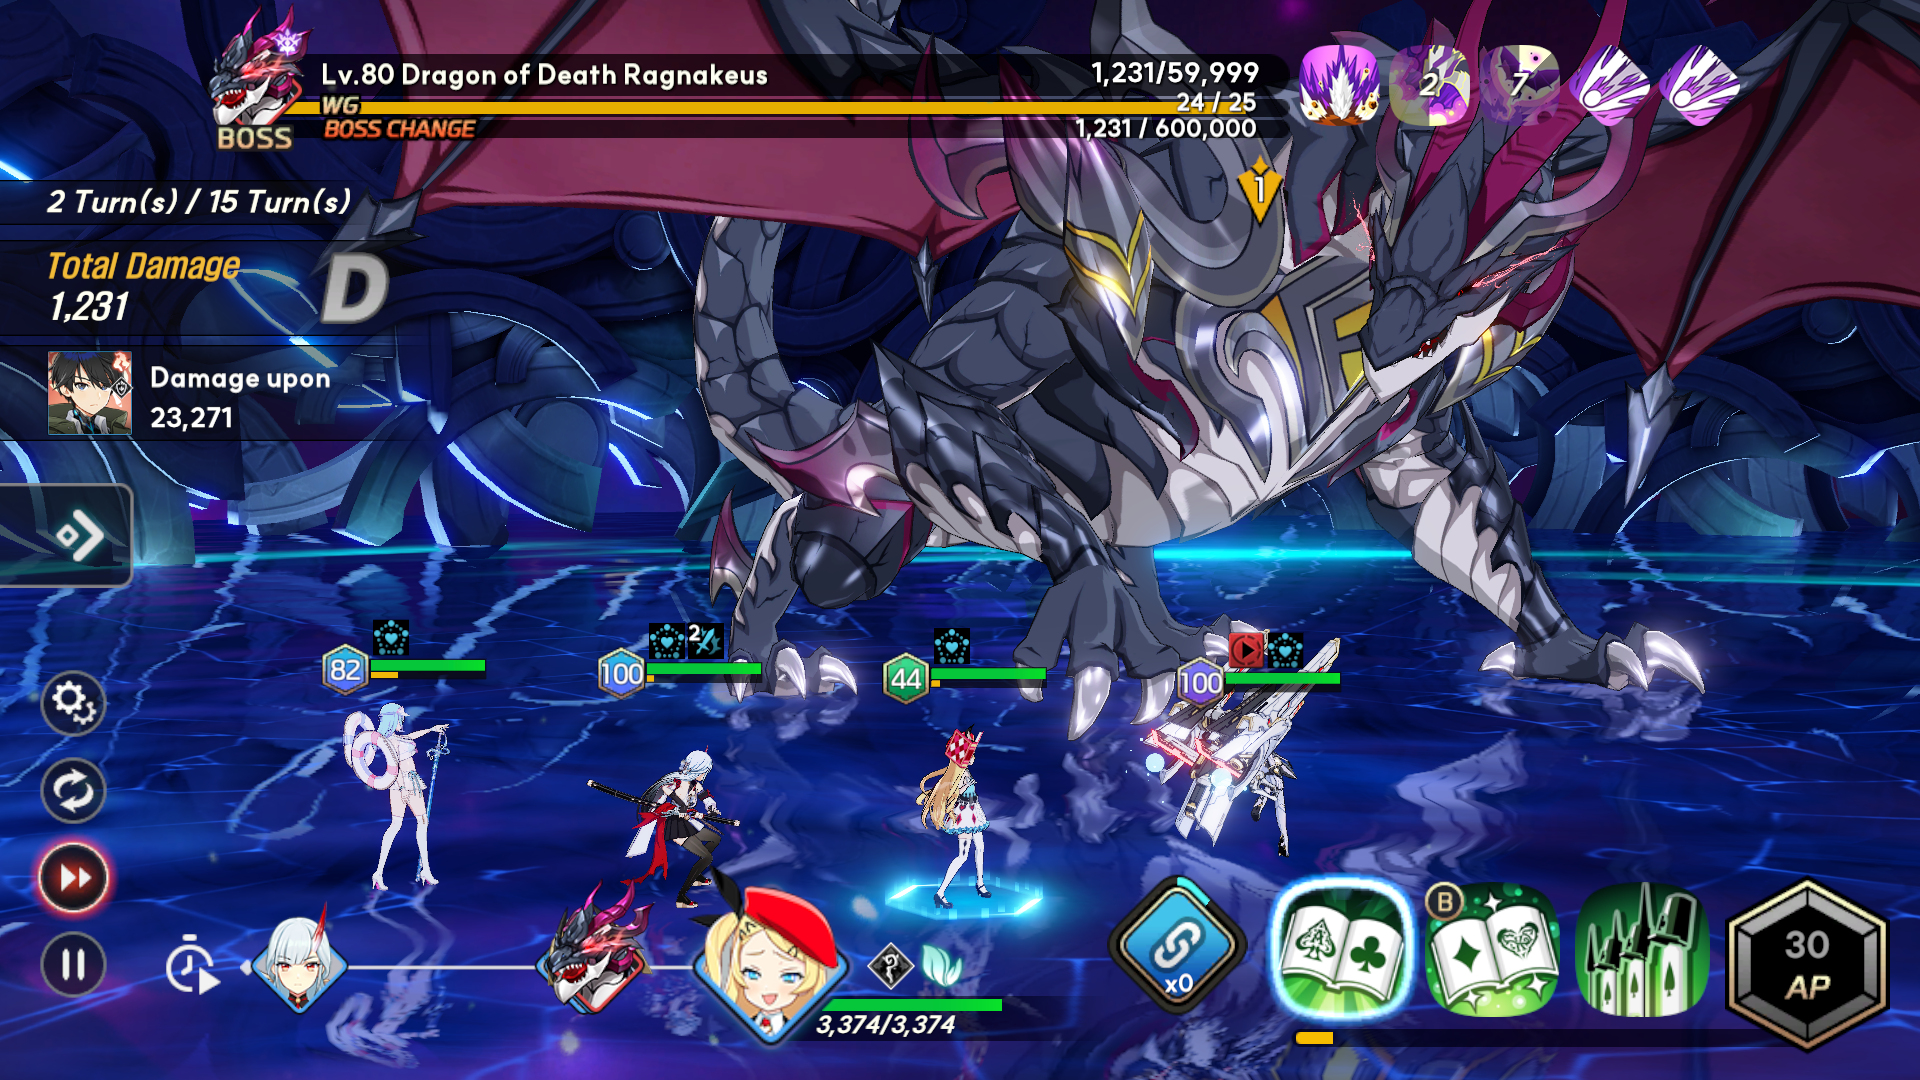 Lv.80 Dragon of Death Ragnakeus
1,231/59,999
WG
24 / 25
BOSS
BOSS CHANGE
1,231 / 600,000
2
7
1
2 Turn(s) / 15 Turn(s)
Total Damage
1,231
D
Damage upon
23,271
82
100
2
44
100
x0
B
30
AP
3,374/3,374